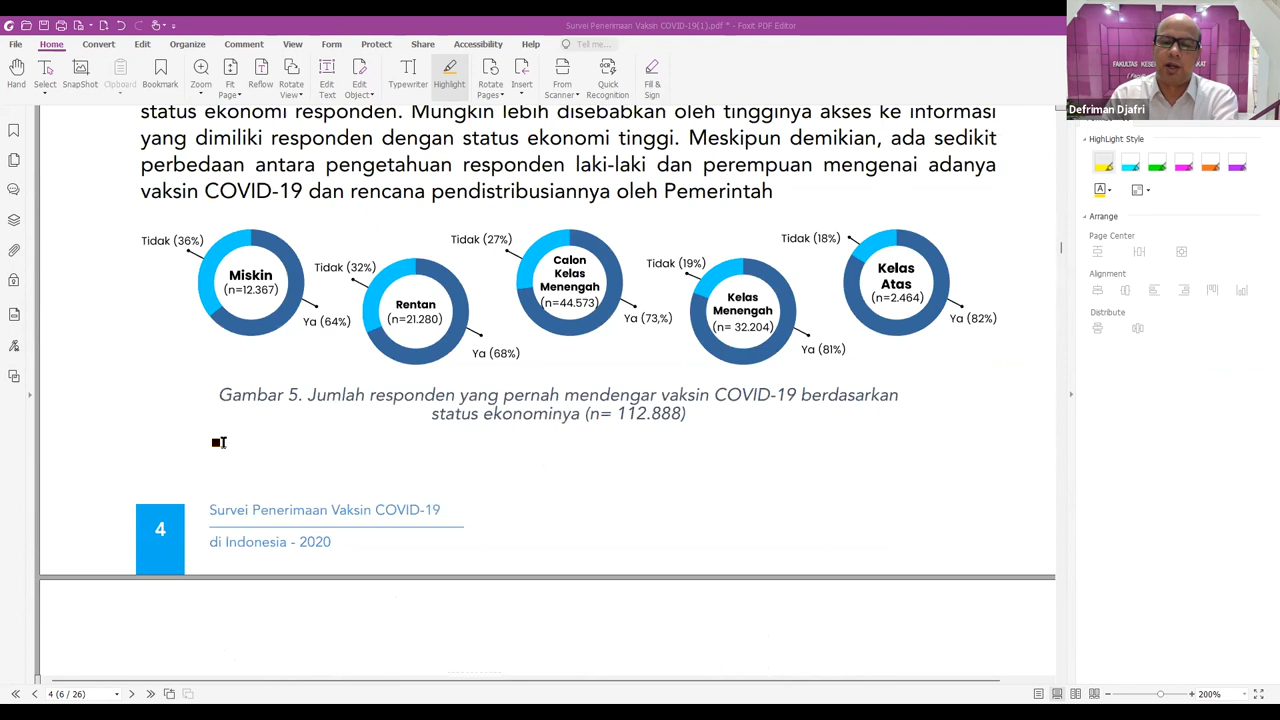 Survei Penerimaan Vaksin COVID-19(1).pdf * - Foxit PDF Editor
File Home Convert Edit Organize Comment View Form Protect Share Accessibility Help Tell me...
Hand Select SnapShot Clipboard Bookmark Zoom Fit Page Reflow Rotate View Edit Text Edit Object Typewriter Highlight Rotate Pages Insert From Scanner Quick Recognition Fill & Sign
FAKULTAS
Defriman Djafri
status ekonomi responden. Mungkin lebih disebabkan oleh tingginya akses ke informasi
yang dimiliki responden dengan status ekonomi tinggi. Meskipun demikian, ada sedikit
perbedaan antara pengetahuan responden laki-laki dan perempuan mengenai adanya
vaksin COVID-19 dan rencana pendistribusiannya oleh Pemerintah
Tidak (36%)
Miskin
(n=12.367)
Ya (64%)
Tidak (32%)
Rentan
(n=21.280)
Ya (68%)
Tidak (27%)
Calon
Kelas
Menengah
(n=44.573)
Ya (73,%)
Tidak (19%)
Kelas
Menengah
(n= 32.204)
Ya (81%)
Tidak (18%)
Kelas
Atas
(n=2.464)
Ya (82%)
Gambar 5. Jumlah responden yang pernah mendengar vaksin COVID-19 berdasarkan
status ekonominya (n= 112.888)
4
Survei Penerimaan Vaksin COVID-19
di Indonesia - 2020
HighLight Style
Arrange
Page Center
Alignment
Distribute
4 (6 / 26)
200%